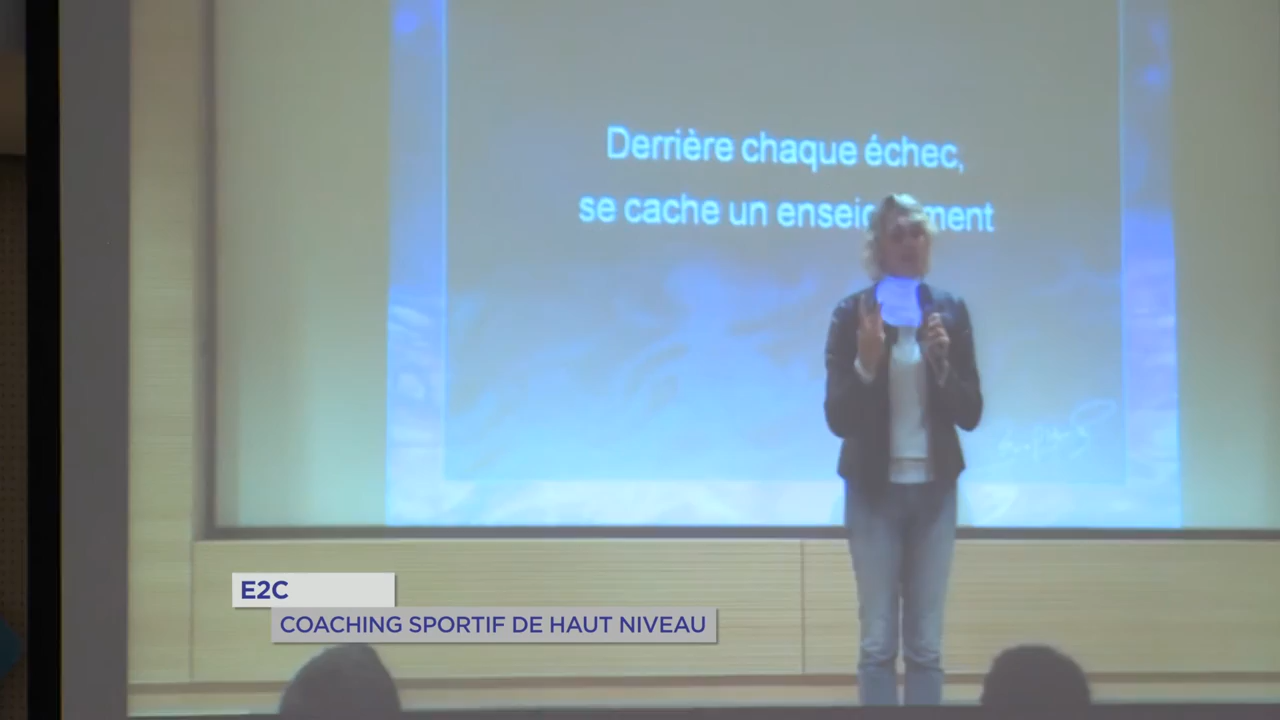 Derrière chaque échec,
se cache un
E2C
COACHING SPORTIF DE HAUT NIVEAU